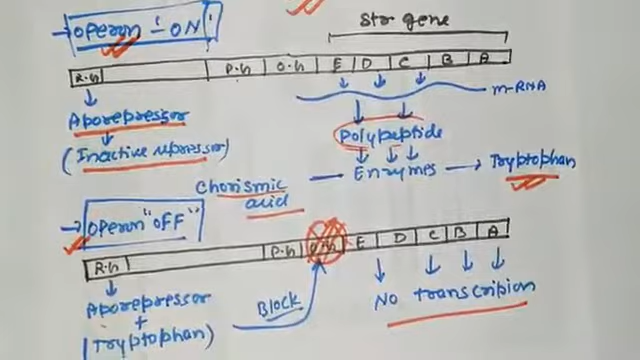 Operon 'ON'
Str gene
R.G P.G O.G E D C B A
m-RNA
Aporepressor
(Inactive repressor)
Polypeptide
Chorismic acid Enzymes Tryptophan
Operon "OFF"
R.G P.G O.G E D C B A
Aporepressor
+
(Tryptophan)
Block
No transcribion